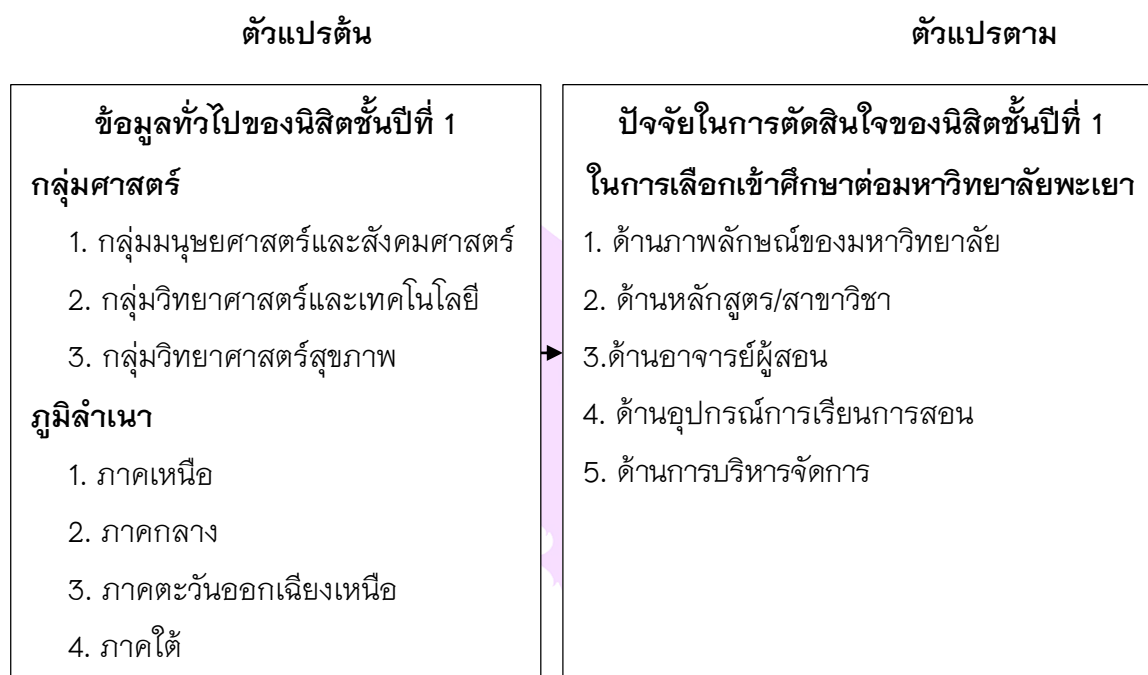 ตัวแปรต้น
ตัวแปรตาม
ข้อมูลทั่วไปของนิสิตชั้นปีที่ 1
กลุ่มศาสตร์
1. กลุ่มมนุษยศาสตร์และสังคมศาสตร์
2. กลุ่มวิทยาศาสตร์และเทคโนโลยี
3. กลุ่มวิทยาศาสตร์สุขภาพ
ภูมิลำเนา
1. ภาคเหนือ
2. ภาคกลาง
3. ภาคตะวันออกเฉียงเหนือ
4. ภาคใต้
ปัจจัยในการตัดสินใจของนิสิตชั้นปีที่ 1
ในการเลือกเข้าศึกษาต่อมหาวิทยาลัยพะเยา
1. ด้านภาพลักษณ์ของมหาวิทยาลัย
2. ด้านหลักสูตร/สาขาวิชา
3.ด้านอาจารย์ผู้สอน
4. ด้านอุปกรณ์การเรียนการสอน
5. ด้านการบริหารจัดการ